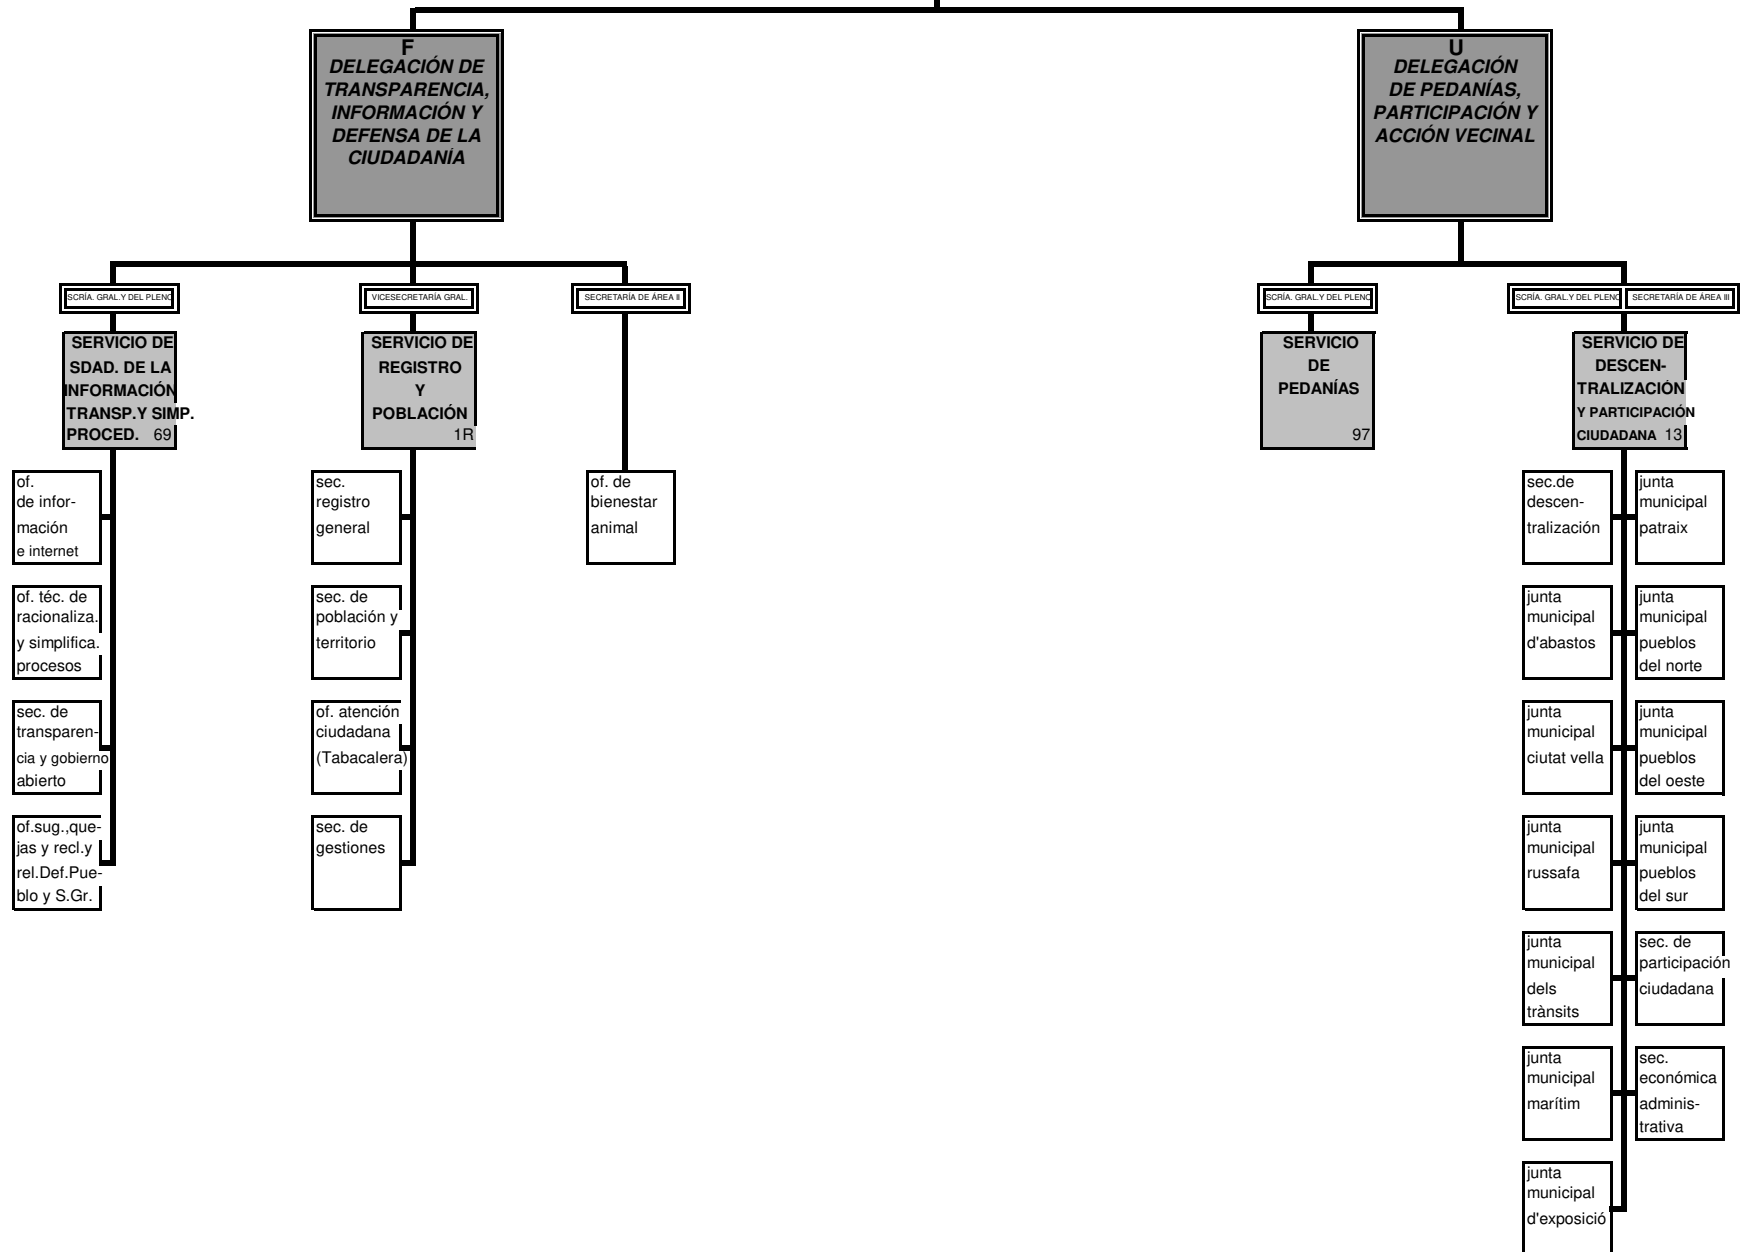 F
DELEGACIÓN DE
TRANSPARENCIA,
INFORMACIÓN Y
DEFENSA DE LA
CIUDADANÍA
U
DELEGACIÓN
DE PEDANÍAS,
PARTICIPACIÓN Y
ACCIÓN VECINAL
SCRÍA. GRAL.Y DEL PLENO
SERVICIO DE
SDAD. DE LA
INFORMACIÓN
TRANSP.Y SIMP.
PROCED. 69
of.
de infor-
mación
e internet
of. téc. de
racionaliza.
y simplifica.
procesos
sec. de
transparen-
cia y gobierno
abierto
of.sug.,que-
jas y recl.y
rel.Def.Pue-
blo y S.Gr.
VICESECRETARÍA GRAL.
SERVICIO DE
REGISTRO
Y
POBLACIÓN
1R
sec.
registro
general
sec. de
población y
territorio
of. atención
ciudadana
(Tabacalera)
sec. de
gestiones
SECRETARÍA DE ÁREA II
of. de
bienestar
animal
SCRÍA. GRAL.Y DEL PLENO
SERVICIO
DE
PEDANÍAS
97
SCRÍA. GRAL.Y DEL PLENO
SECRETARÍA DE ÁREA III
SERVICIO DE
DESCEN-
TRALIZACIÓN
Y PARTICIPACIÓN
CIUDADANA 13
sec.de
descen-
tralización
junta
municipal
patraix
junta
municipal
d'abastos
junta
municipal
pueblos
del norte
junta
municipal
ciutat vella
junta
municipal
pueblos
del oeste
junta
municipal
russafa
junta
municipal
pueblos
del sur
junta
municipal
dels
trànsits
sec. de
participación
ciudadana
junta
municipal
marítim
sec.
económica
adminis-
trativa
junta
municipal
d'exposició